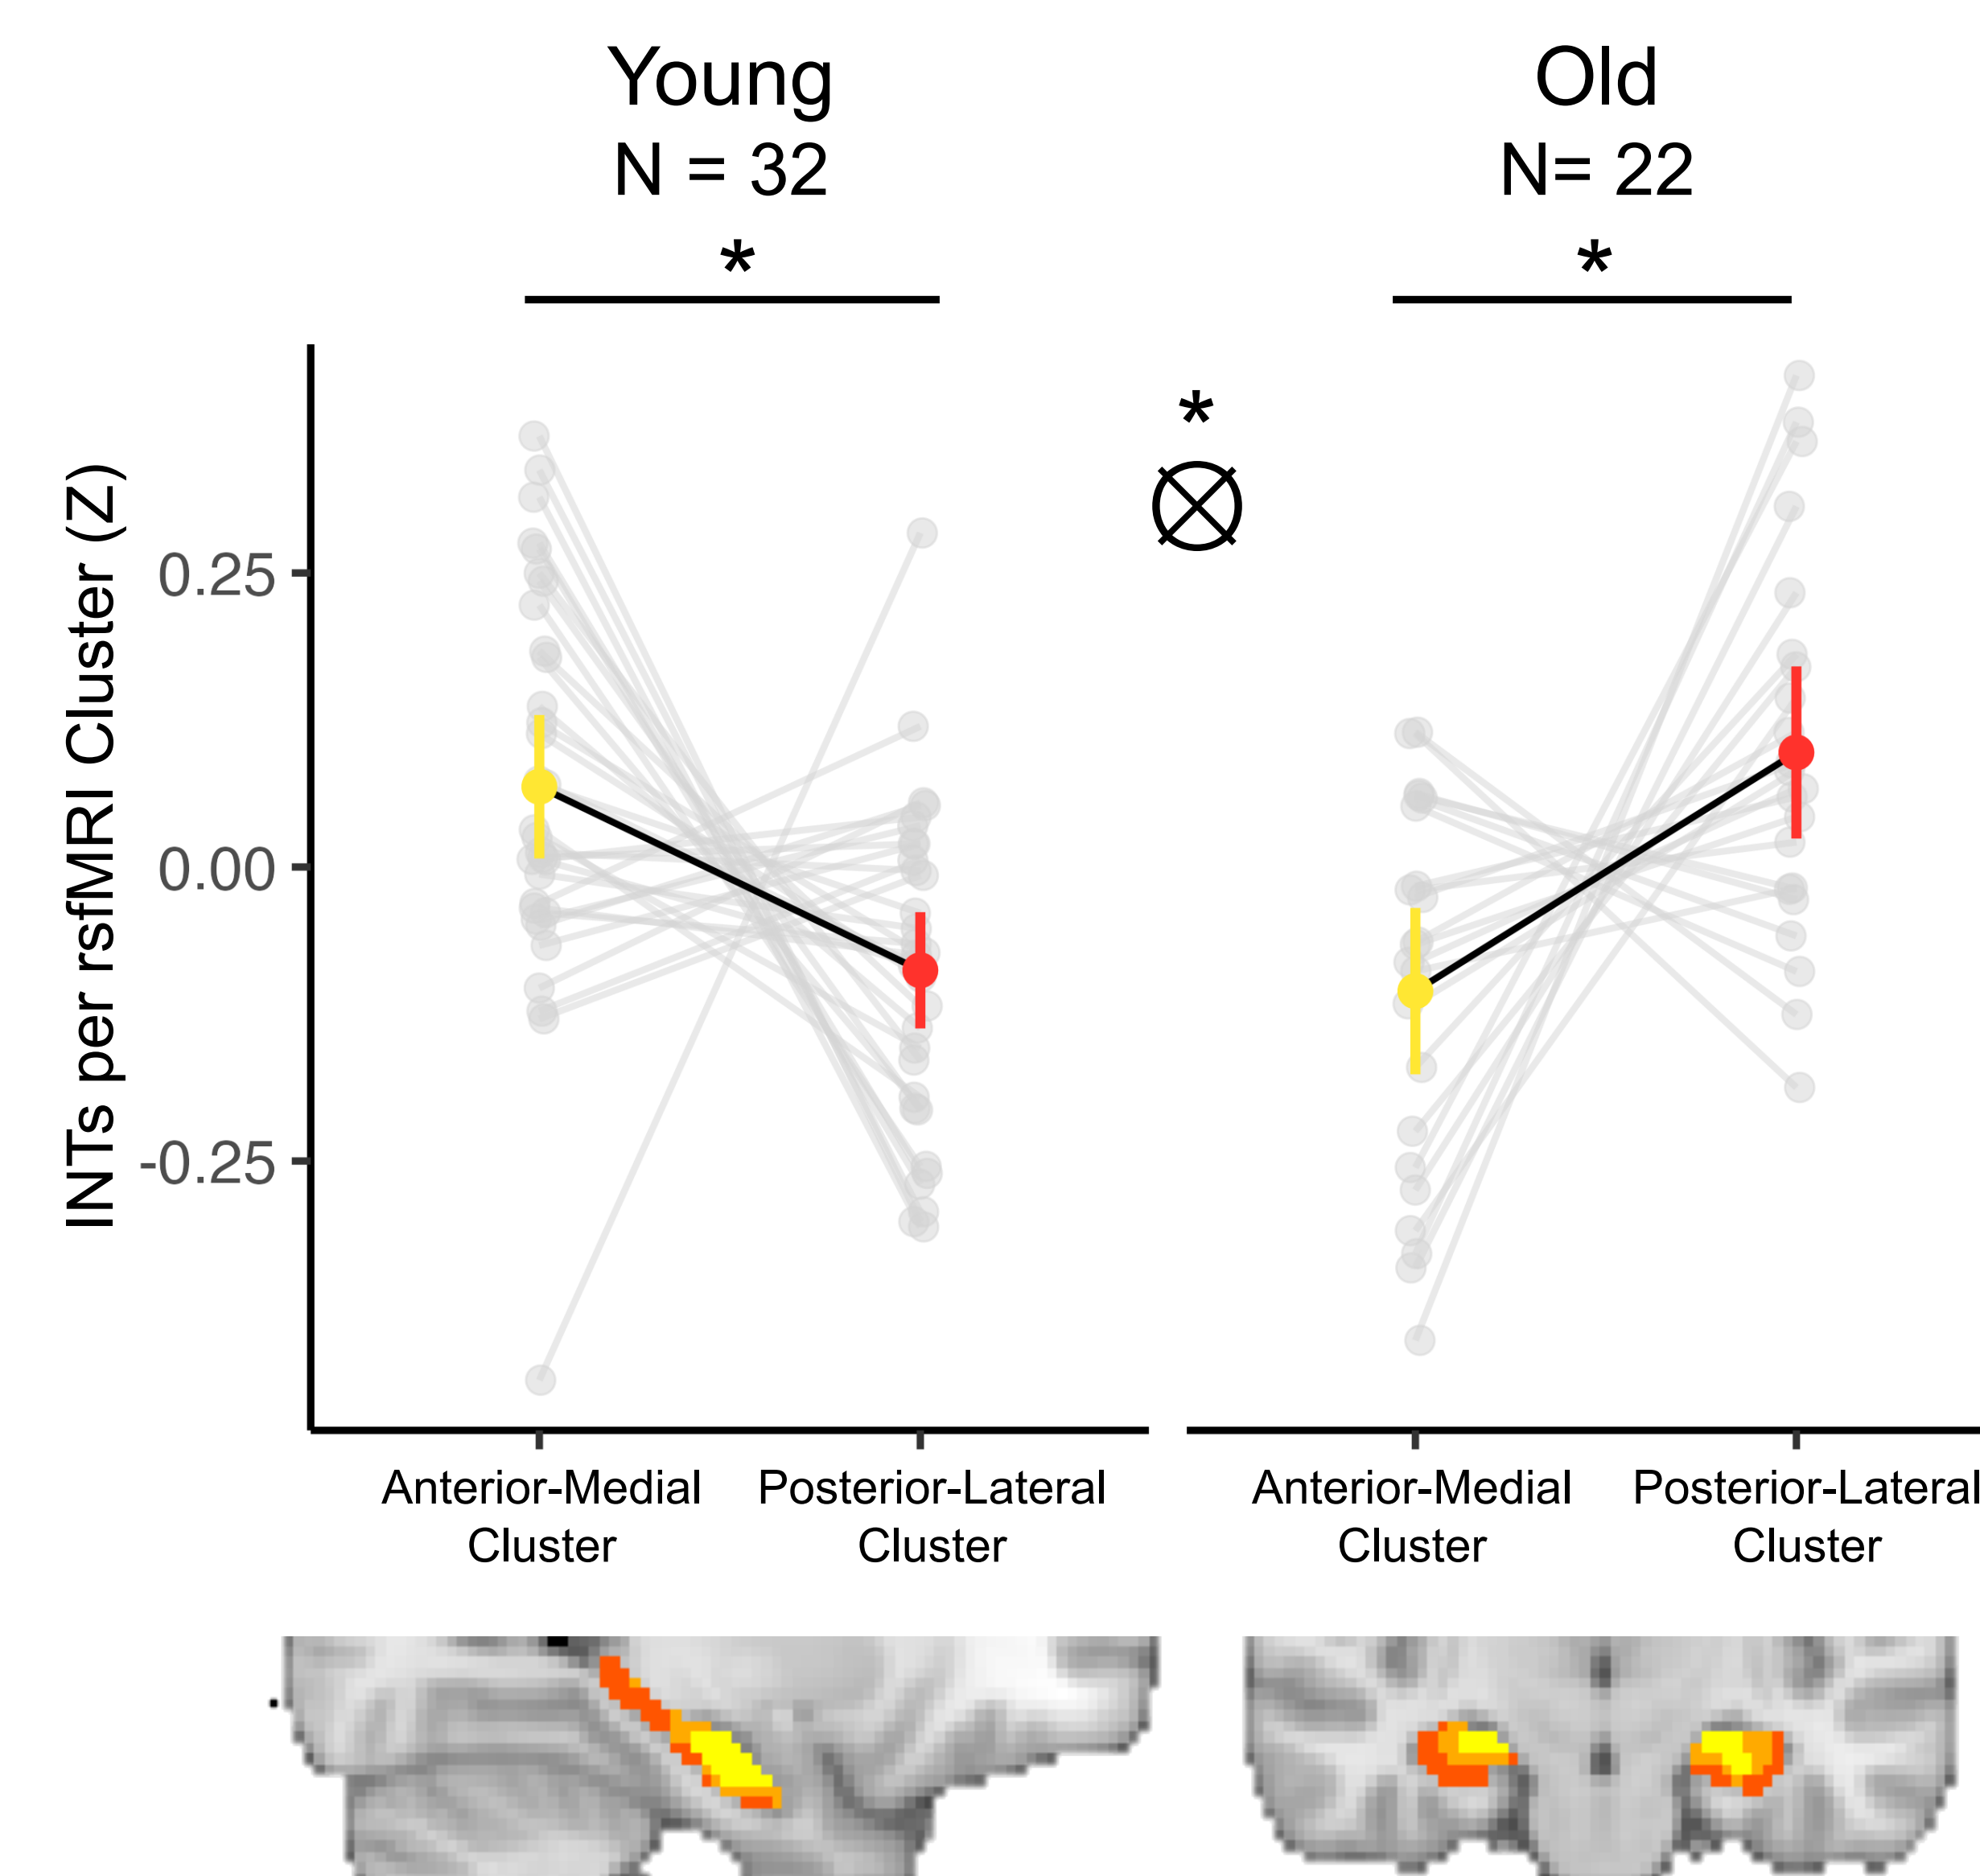 Young
N = 32
*
Old
N= 22
*
*
INTs per rsfMRI Cluster (Z)
0.25
0.00
-0.25
Anterior-Medial
Cluster
Posterior-Lateral
Cluster
Anterior-Medial
Cluster
Posterior-Lateral
Cluster